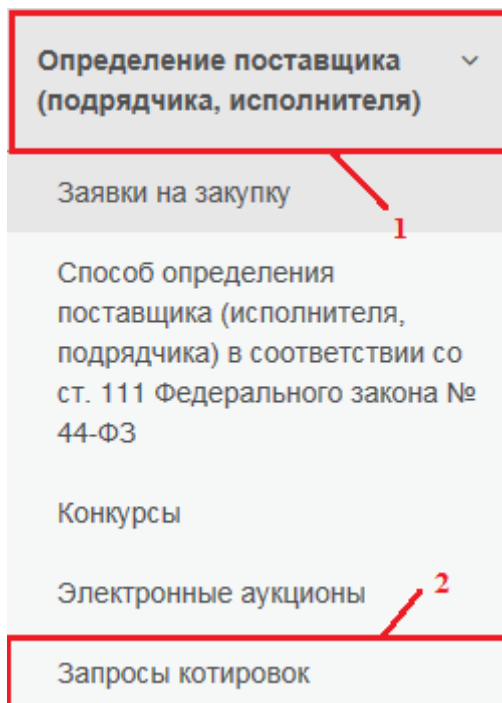 Определение поставщика
(подрядчика, исполнителя)
Заявки на закупку
1
Способ определения
поставщика (исполнителя,
подрядчика) в соответствии со
ст. 111 Федерального закона №
44-ФЗ
Конкурсы
Электронные аукционы
2
Запросы котировок